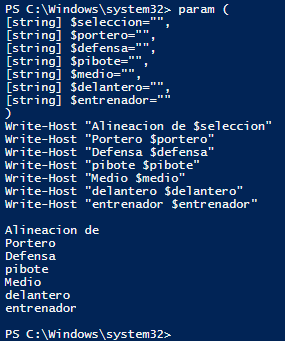 PS C:\Windows\system32> param (
[string] $seleccion="",
[string] $portero="",
[string] $defensa="",
[string] $pibote="",
[string] $medio="",
[string] $delantero="",
[string] $entrenador=""
)
Write-Host "Alineacion de $seleccion"
Write-Host "Portero $portero"
Write-Host "Defensa $defensa"
Write-Host "pibote $pibote"
Write-Host "Medio $medio"
Write-Host "delantero $delantero"
Write-Host "entrenador $entrenador"
Alineacion de
Portero
Defensa
pibote
Medio
delantero
entrenador
PS C:\Windows\system32>